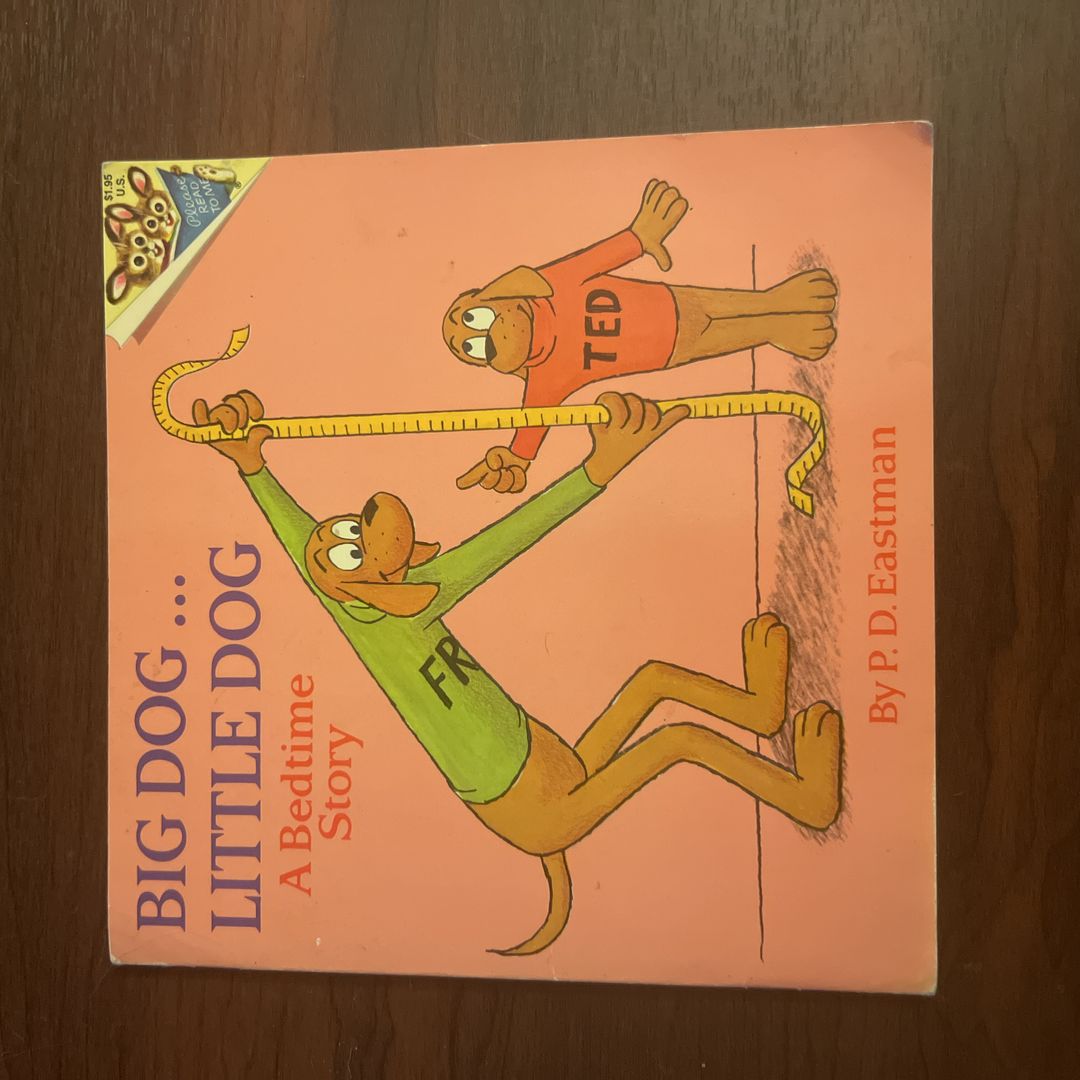 BIG DOG...
LITTLE DOG
A Bedtime
Story
$1.95
U.S.
Please
READ
TO ME
®
FR
TED
By P. D. Eastman